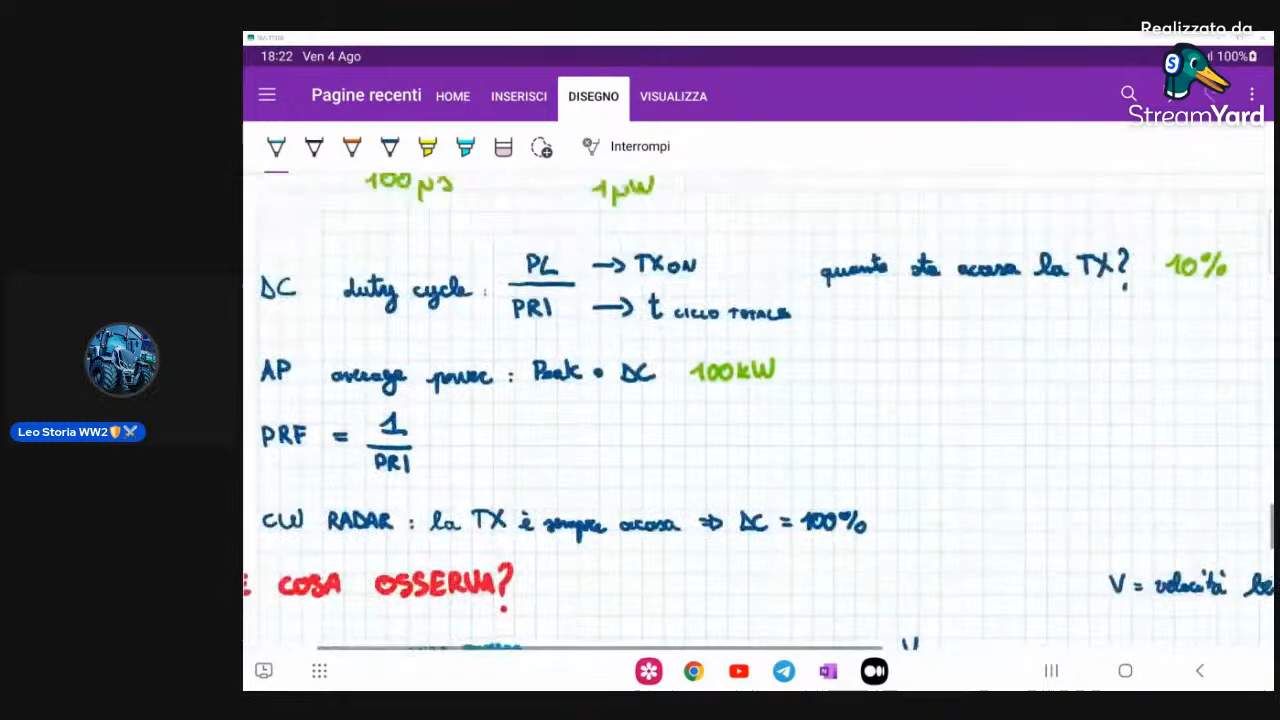 Realizzato da
StreamYard
18:22 Ven 4 Ago
100%
Pagine recenti HOME INSERISCI DISEGNO VISUALIZZA
Interrompi
100 μs 1 μW
DC duty cycle : PL → TX ON quanto sta accesa la TX? 10%
PRI → t CICLO TOTALE
AP average power : Peak • DC 100kW
PRF = 1
PRI
CW RADAR : la TX è sempre accesa ⇒ DC = 100%
COSA OSSERVA?
V = velocità
V
Leo Storia WW2🛡️⚔️